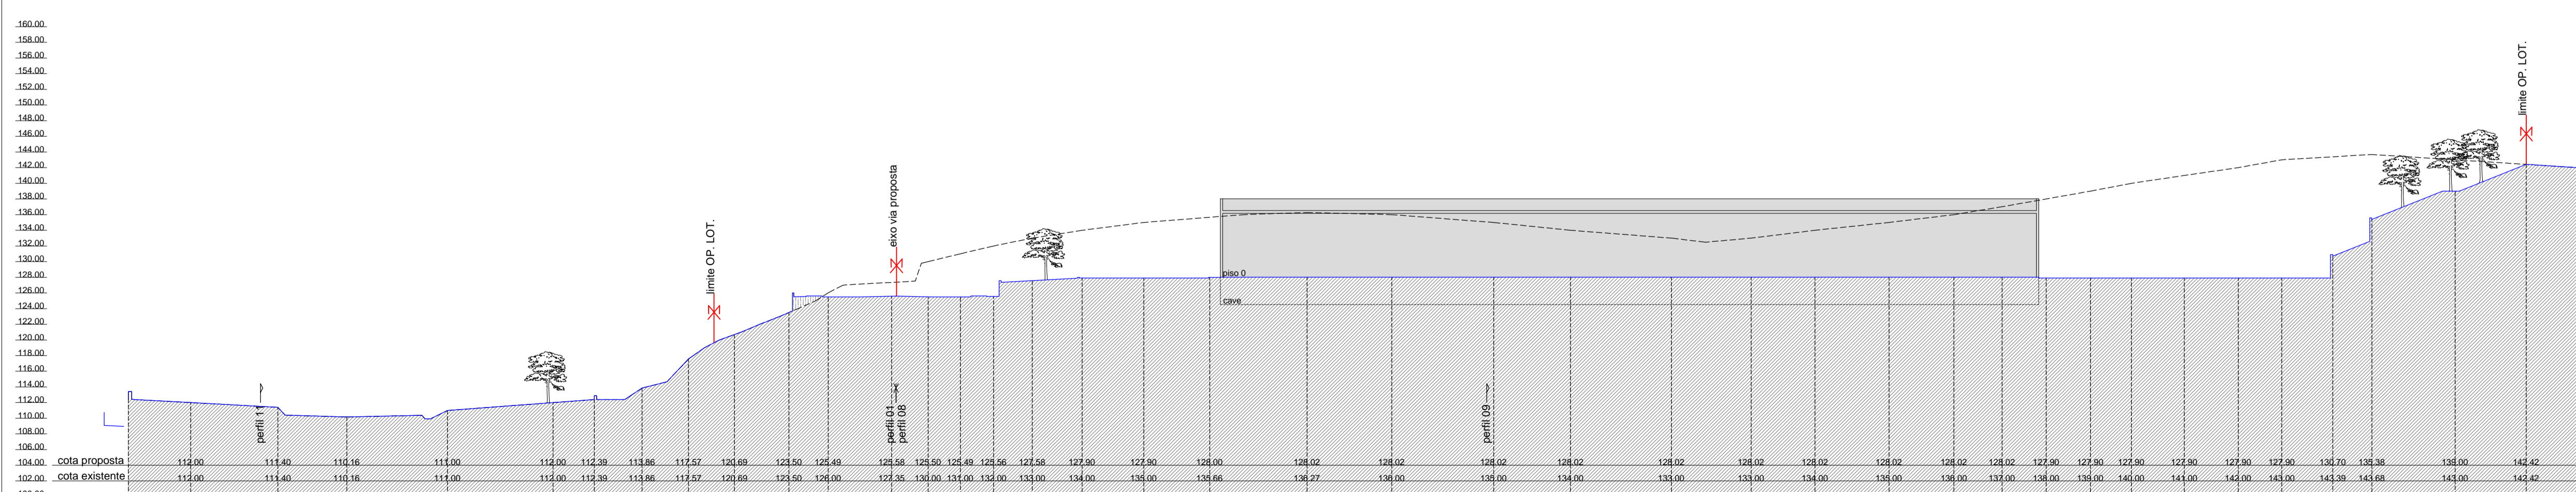 160.00
158.00
156.00
154.00
152.00
150.00
148.00
146.00
144.00
142.00
140.00
138.00
136.00
134.00
132.00
130.00
128.00
126.00
124.00
122.00
120.00
118.00
116.00
114.00
112.00
110.00
108.00
106.00
104.00
102.00
limite OP. LOT.
eixo via proposta
limite OP. LOT.
piso 0
cave
perfil 11
perfil 01
perfil 08
perfil 09
cota proposta 112.00 111.40 110.16 111.00 112.00 112.39 113.86 117.57 120.69 123.50 125.49 125.58 125.50 125.49 125.56 127.58 127.90 127.90 128.00 128.02 128.02 128.02 128.02 128.02 128.02 128.02 128.02 128.02 128.02 127.90 127.90 127.90 127.90 127.90 127.90 130.70 135.38 139.00 142.42
cota existente 112.00 111.40 110.16 111.00 112.00 112.39 113.86 117.57 120.69 123.50 126.00 127.35 130.00 131.00 132.00 133.00 134.00 135.00 135.66 136.27 136.00 135.00 134.00 133.00 133.00 134.00 135.00 136.00 137.00 138.00 139.00 140.00 141.00 142.00 143.00 143.39 143.68 143.00 142.42